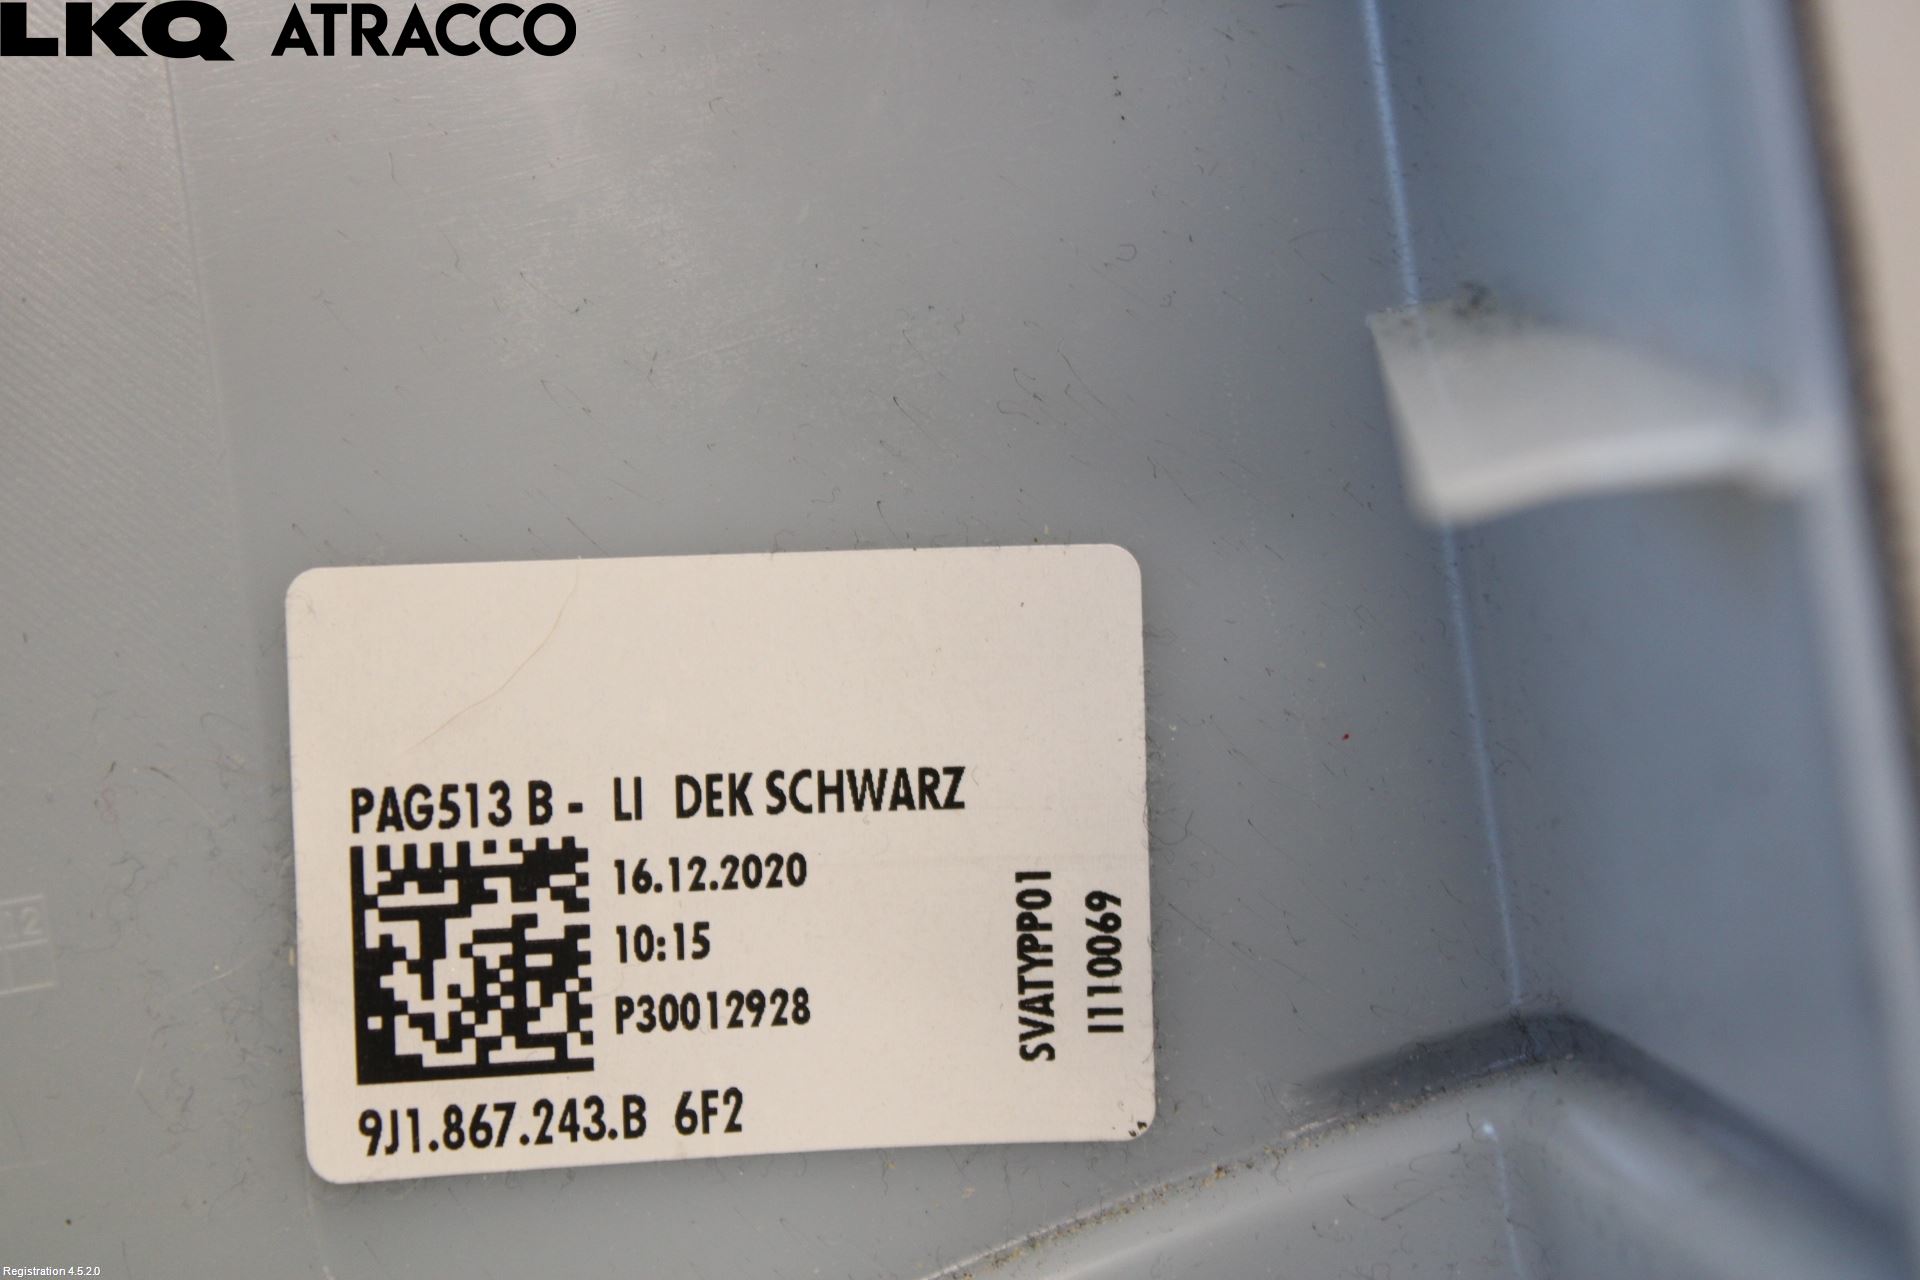 LKQ ATRACCO
PAG513 B - LI DEK SCHWARZ
16.12.2020
10:15
P30012928
9J1.867.243.B 6F2
SVATYPP01
I110069
12
Registration 4.5.2.0